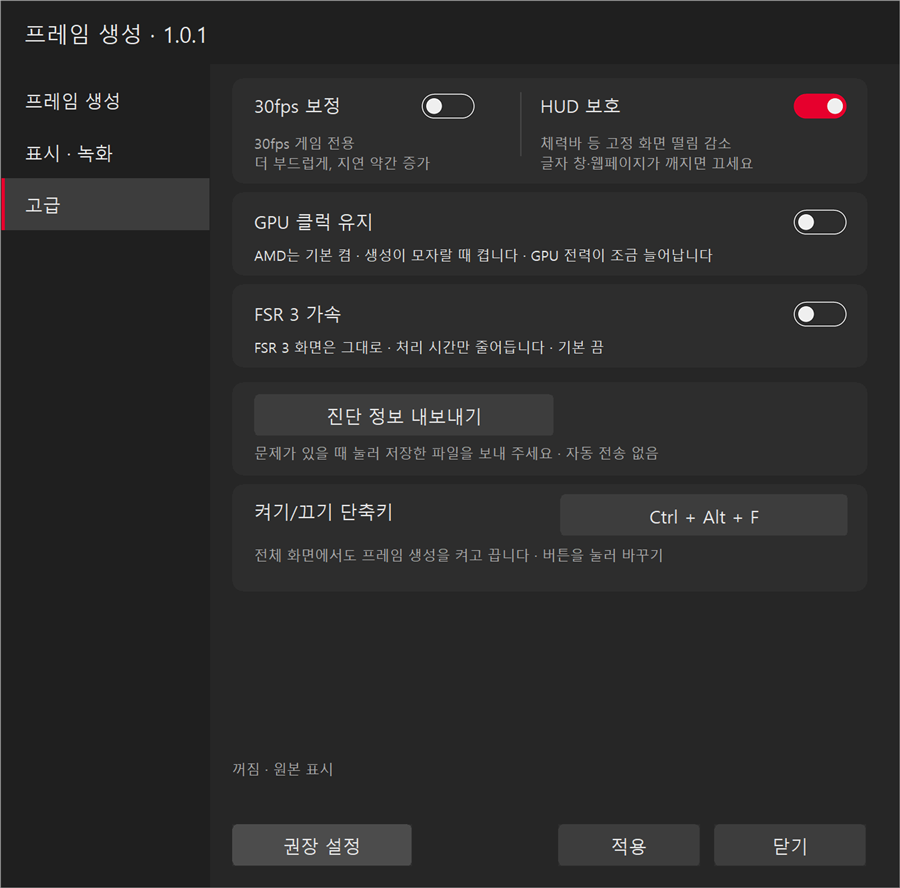 프레임 생성 · 1.0.1
프레임 생성
표시 · 녹화
고급
30fps 보정
30fps 게임 전용
더 부드럽게, 지연 약간 증가
HUD 보호
체력바 등 고정 화면 떨림 감소
글자 창·웹페이지가 깨지면 끄세요
GPU 클럭 유지
AMD는 기본 켬 · 생성이 모자랄 때 켭니다 · GPU 전력이 조금 늘어납니다
FSR 3 가속
FSR 3 화면은 그대로 · 처리 시간만 줄어듭니다 · 기본 끔
진단 정보 내보내기
문제가 있을 때 눌러 저장한 파일을 보내 주세요 · 자동 전송 없음
켜기/끄기 단축키
Ctrl + Alt + F
전체 화면에서도 프레임 생성을 켜고 끕니다 · 버튼을 눌러 바꾸기
꺼짐 · 원본 표시
권장 설정
적용
닫기